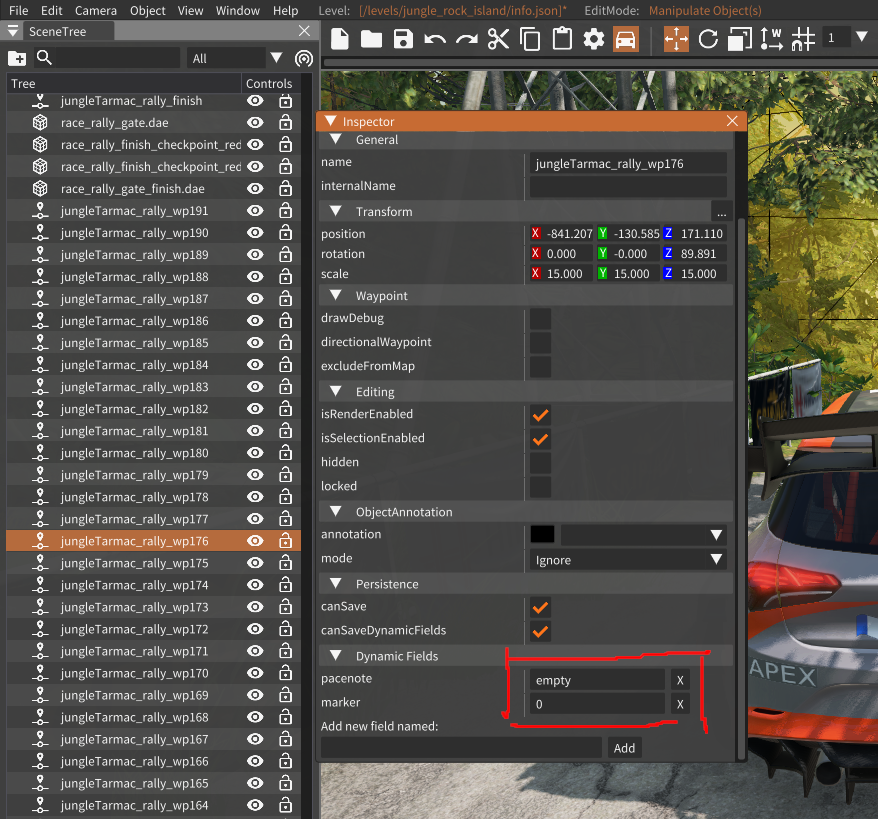 File Edit Camera Object View Window Help Level: [/levels/jungle_rock_island/info.json]* EditMode: Manipulate Object(s)
SceneTree
All
W
1
Tree Controls
jungleTarmac_rally_finish
race_rally_gate.dae
race_rally_finish_checkpoint_red
race_rally_finish_checkpoint_red
race_rally_gate_finish.dae
jungleTarmac_rally_wp191
jungleTarmac_rally_wp190
jungleTarmac_rally_wp189
jungleTarmac_rally_wp188
jungleTarmac_rally_wp187
jungleTarmac_rally_wp186
jungleTarmac_rally_wp185
jungleTarmac_rally_wp184
jungleTarmac_rally_wp183
jungleTarmac_rally_wp182
jungleTarmac_rally_wp181
jungleTarmac_rally_wp180
jungleTarmac_rally_wp179
jungleTarmac_rally_wp178
jungleTarmac_rally_wp177
jungleTarmac_rally_wp176
jungleTarmac_rally_wp175
jungleTarmac_rally_wp174
jungleTarmac_rally_wp173
jungleTarmac_rally_wp172
jungleTarmac_rally_wp171
jungleTarmac_rally_wp170
jungleTarmac_rally_wp169
jungleTarmac_rally_wp168
jungleTarmac_rally_wp167
jungleTarmac_rally_wp166
jungleTarmac_rally_wp165
jungleTarmac_rally_wp164
Inspector
General
name jungleTarmac_rally_wp176
internalName
Transform ...
position X -841.207 Y -130.585 Z 171.110
rotation X 0.000 Y -0.000 Z 89.891
scale X 15.000 Y 15.000 Z 15.000
Waypoint
drawDebug
directionalWaypoint
excludeFromMap
Editing
isRenderEnabled
isSelectionEnabled
hidden
locked
ObjectAnnotation
annotation
mode Ignore
Persistence
canSave
canSaveDynamicFields
Dynamic Fields
pacenote empty X
marker 0 X
Add new field named:
Add
APEX